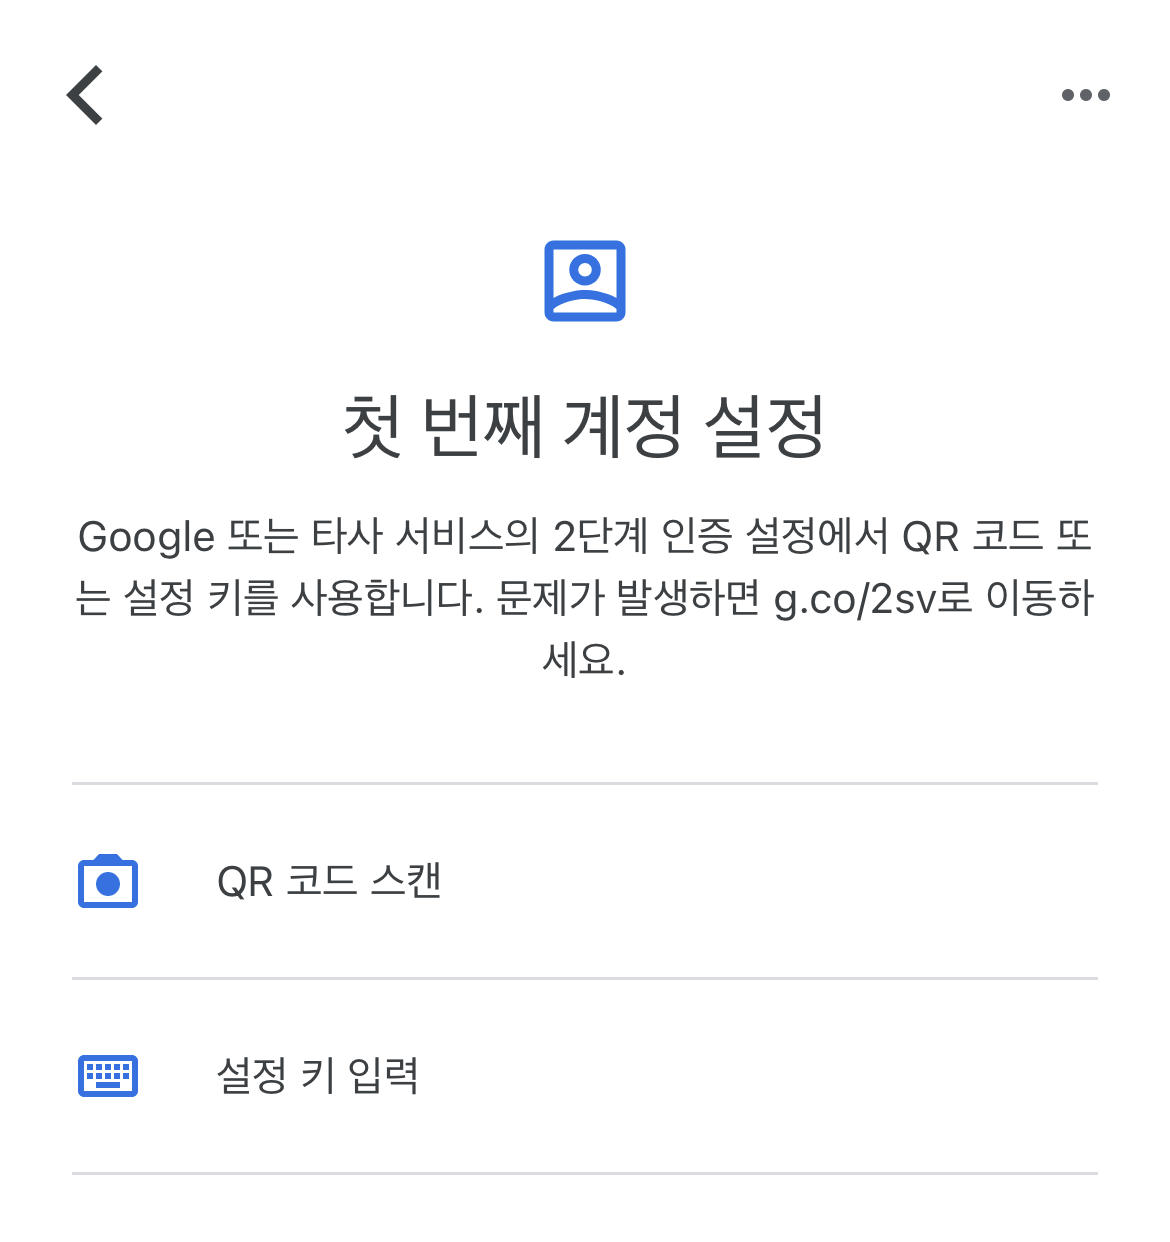 첫 번째 계정 설정
Google 또는 타사 서비스의 2단계 인증 설정에서 QR 코드 또
는 설정 키를 사용합니다. 문제가 발생하면 g.co/2sv로 이동하
세요.
QR 코드 스캔
설정 키 입력